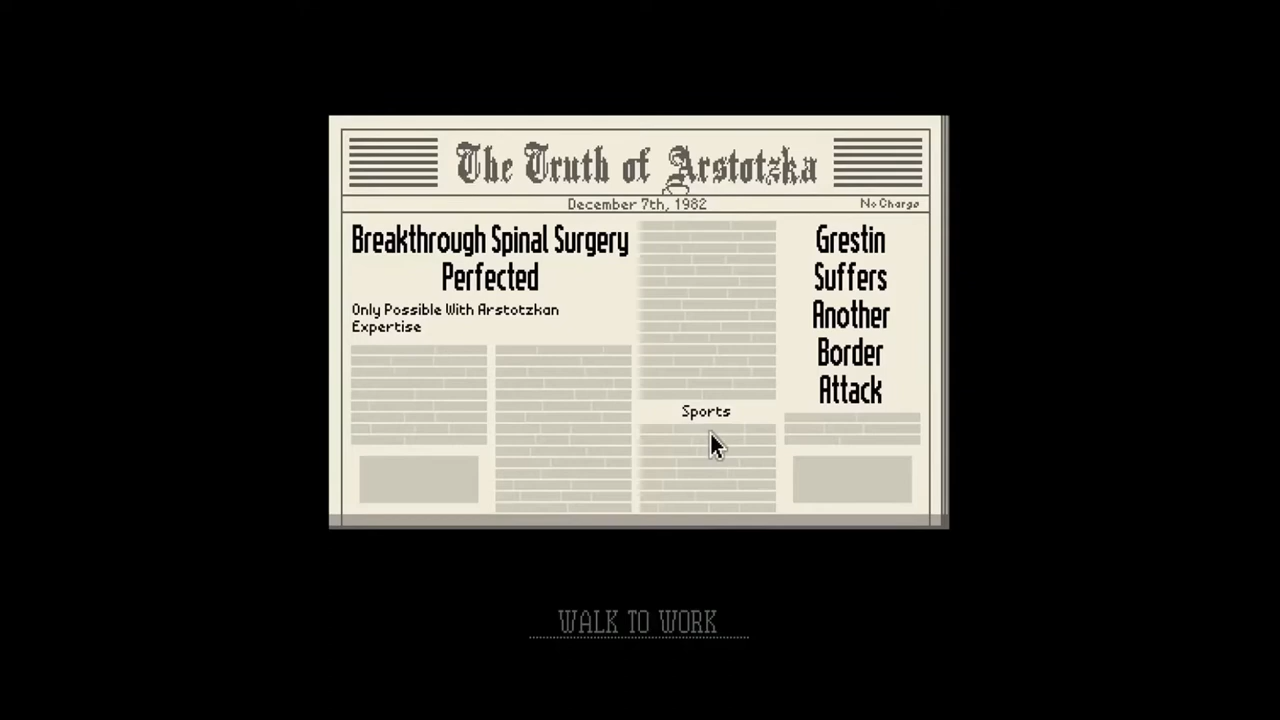 The Truth of Arstotzka
December 7th, 1982
No Charge
Breakthrough Spinal Surgery
Perfected
Only Possible With Arstotzkan
Expertise
Sports
Grestin
Suffers
Another
Border
Attack
WALK TO WORK